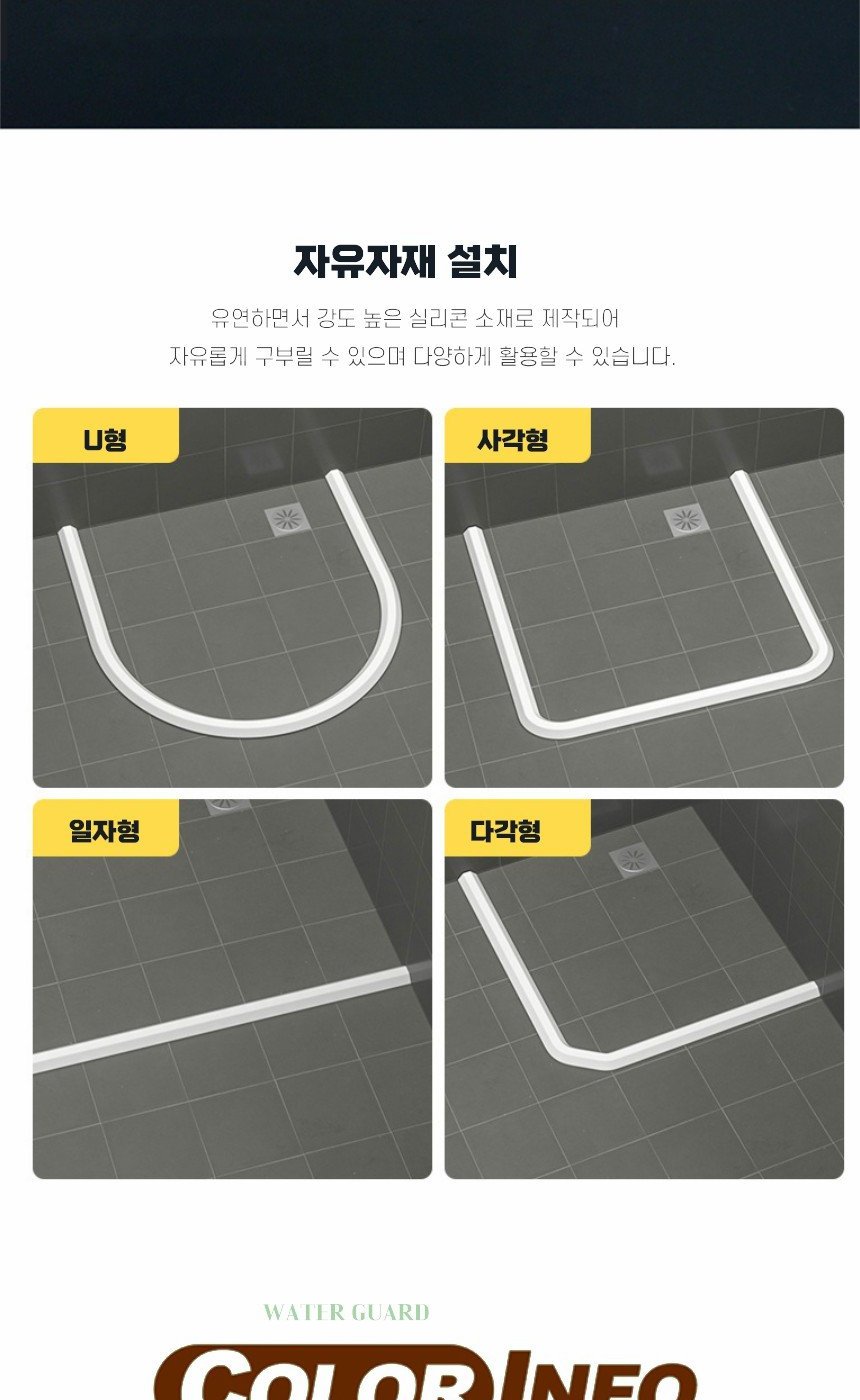 자유자재 설치
유연하면서 강도 높은 실리콘 소재로 제작되어
자유롭게 구부릴 수 있으며 다양하게 활용할 수 있습니다.
U형
사각형
일자형
다각형
WATER GUARD
COLOR INFO